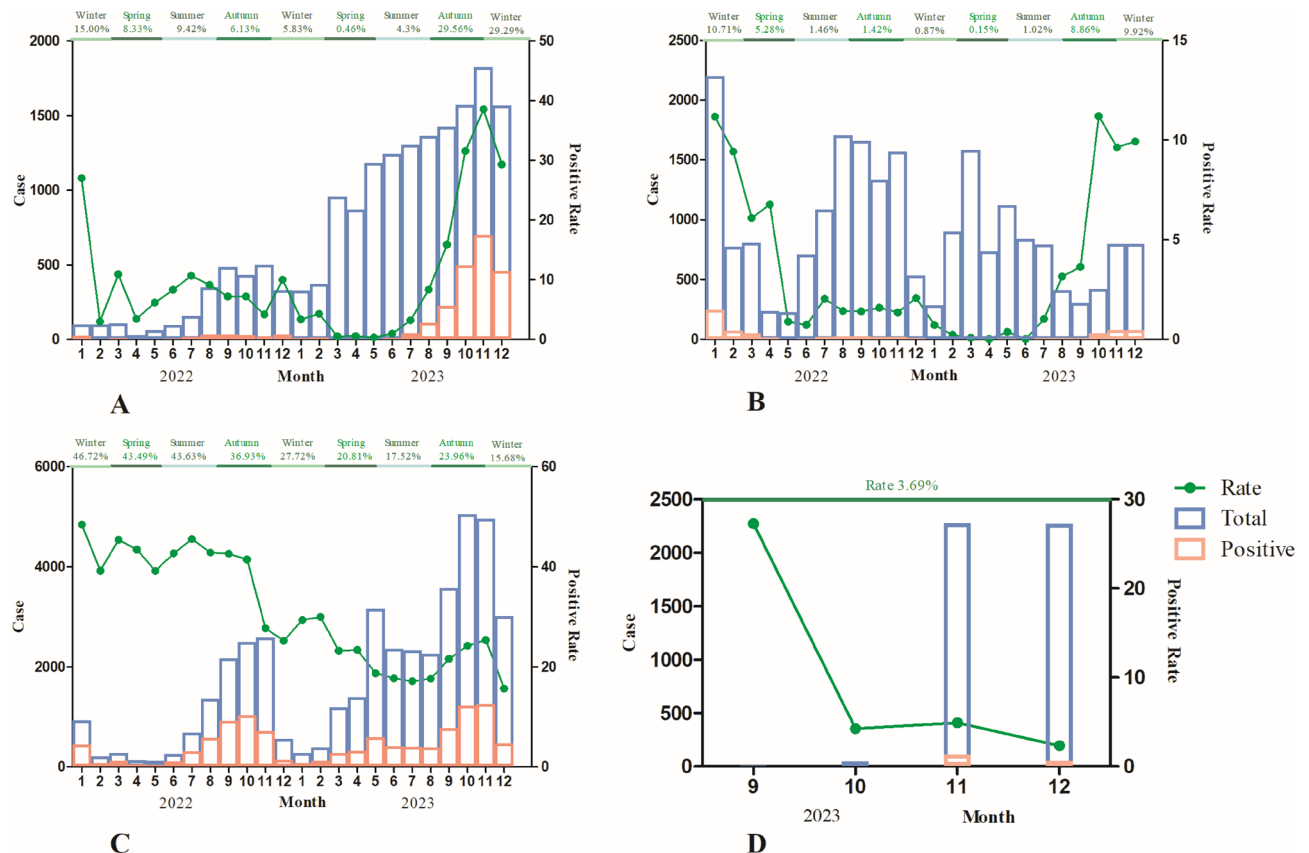 Winter Spring Summer Autumn Winter Spring Summer Autumn Winter
15.00% 8.33% 9.42% 6.13% 5.83% 0.46% 4.3% 29.56% 29.29%
2000 50
1500 40
1000 30
500 20
0 10
0
Case
Positive Rate
1 2 3 4 5 6 7 8 9 10 11 12 1 2 3 4 5 6 7 8 9 10 11 12
2022 Month 2023
A
Winter Spring Summer Autumn Winter Spring Summer Autumn Winter
10.71% 5.28% 1.46% 1.42% 0.87% 0.15% 1.02% 8.86% 9.92%
2500 15
2000
1500 10
1000
500 5
0 0
Case
Positive Rate
1 2 3 4 5 6 7 8 9 10 11 12 1 2 3 4 5 6 7 8 9 10 11 12
2022 Month 2023
B
Winter Spring Summer Autumn Winter Spring Summer Autumn Winter
46.72% 43.49% 43.63% 36.93% 27.72% 20.81% 17.52% 23.96% 15.68%
6000 60
4000 40
2000 20
0 0
Case
Positive Rate
1 2 3 4 5 6 7 8 9 10 11 12 1 2 3 4 5 6 7 8 9 10 11 12
2022 Month 2023
C
Rate 3.69%
2500 30
2000
1500 20
1000 10
500
0 0
Case
Positive Rate
9 10 11 12
2023 Month
D
Rate
Total
Positive